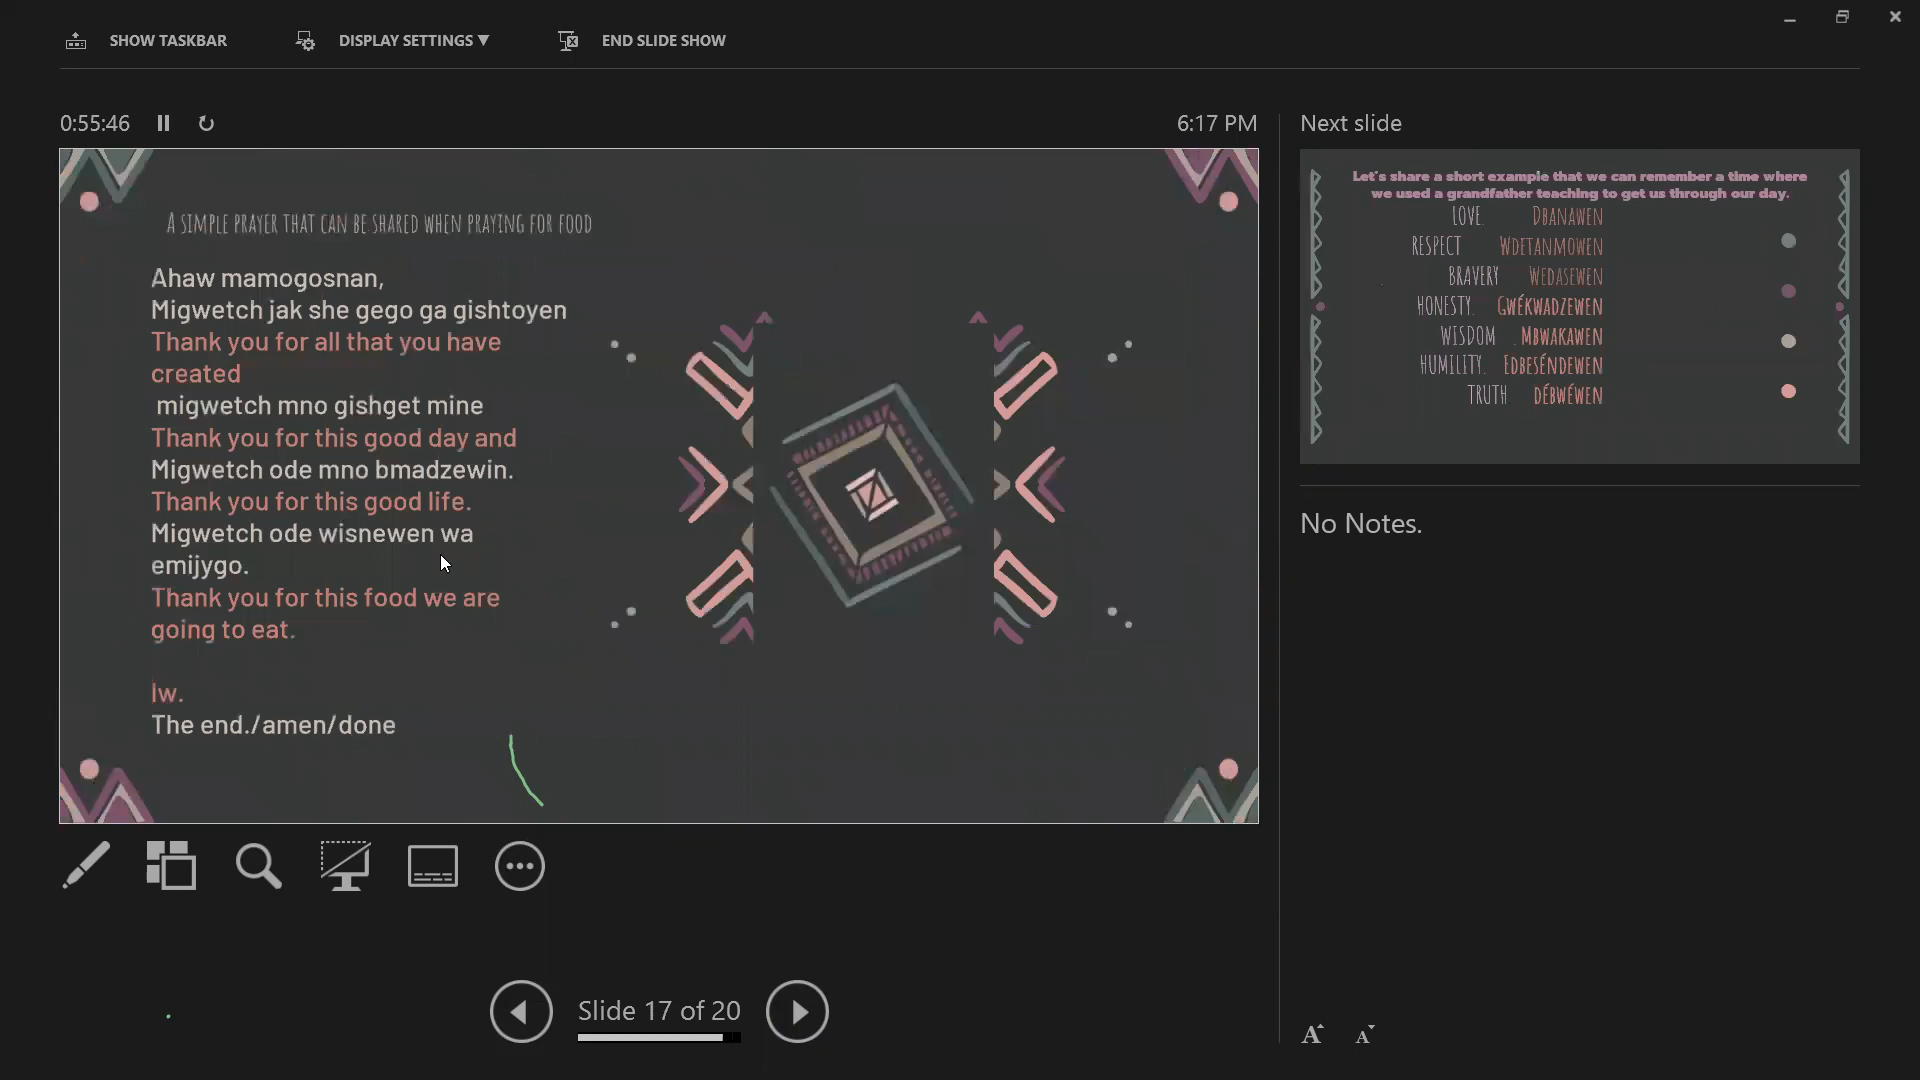 SHOW TASKBAR
DISPLAY SETTINGS ▼
END SLIDE SHOW
0:55:46
6:17 PM
A SIMPLE PRAYER THAT CAN BE SHARED WHEN PRAYING FOR FOOD
Ahaw mamogosnan,
Migwetch jak she gego ga gishtoyen
Thank you for all that you have
created
migwetch mno gishget mine
Thank you for this good day and
Migwetch ode mno bmadzewin.
Thank you for this good life.
Migwetch ode wisnewen wa
emijygo.
Thank you for this food we are
going to eat.
Iw.
The end./amen/done
Slide 17 of 20
Next slide
Let's share a short example that we can remember a time where
we used a grandfather teaching to get us through our day.
LOVE. DBANAWEN
RESPECT WDETANMOWEN
BRAVERY WEDASEWEN
HONESTY. GWÉKWADZEWEN
WISDOM . MBWAKAWEN
HUMILITY. EDBESÉNDEWEN
TRUTH DÉBWÉWEN
No Notes.
A A